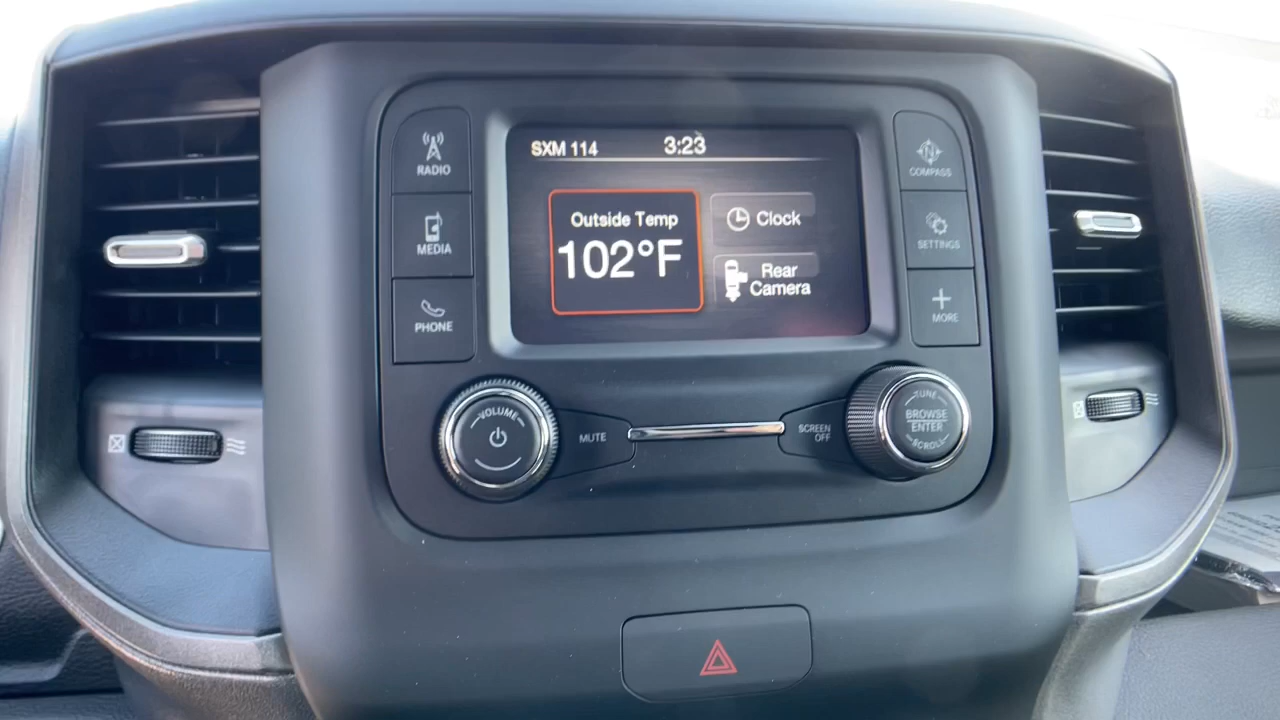 SXM 114
3:23
Outside Temp
102°F
Clock
Rear
Camera
RADIO
MEDIA
PHONE
N
COMPASS
SETTINGS
MORE
VOLUME
MUTE
SCREEN
OFF
TUNE
BROWSE
ENTER
SCROLL